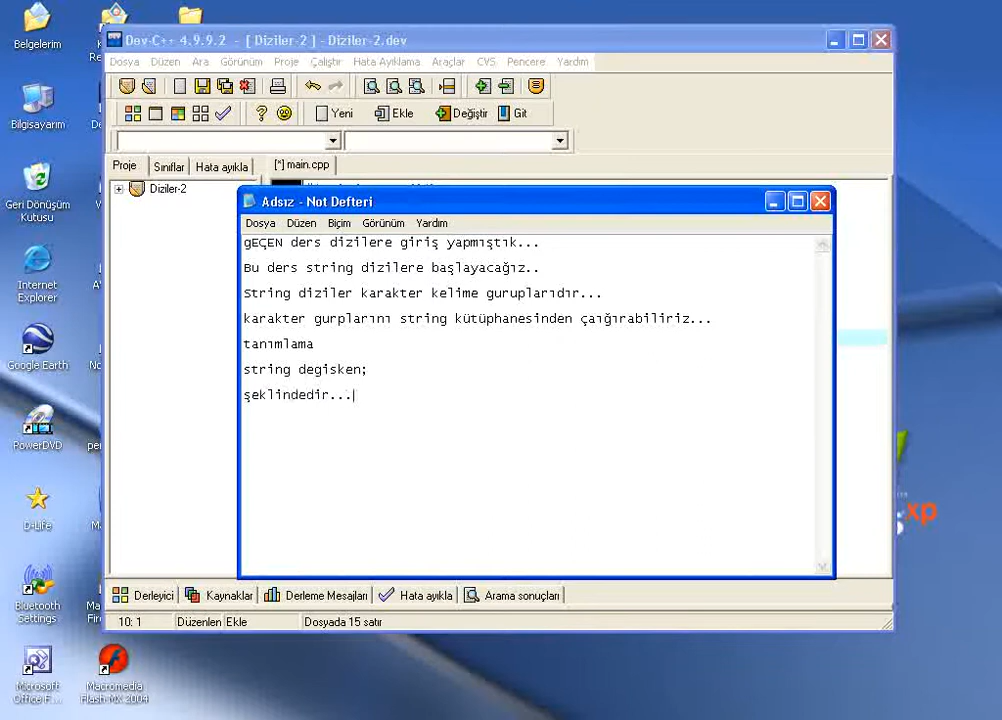 Belgelerim
Bilgisayarım
Geri Dönüşüm
Kutusu
Internet
Explorer
Google Earth
PowerDVD
D-Life
Bluetooth
Settings
Microsoft
Office F...
Macromedia
Flash MX 2004
Dev-C++ 4.9.9.2 - [ Diziler-2 ] - Diziler-2.dev
Dosya Düzen Ara Görünüm Proje Çalıştır Hata Ayıklama Araçlar CVS Pencere Yardım
Yeni Ekle Değiştir Git
Proje Sınıflar Hata ayıkla [*] main.cpp
Diziler-2
Adsız - Not Defteri
Dosya Düzen Biçim Görünüm Yardım
gEÇEN ders dizilere giriş yapmıştık...
Bu ders string dizilere başlayacağız..
String diziler karakter kelime guruplarıdır...
karakter gurplarını string kütüphanesinden çaığırabiliriz...
tanımlama
string degisken;
şeklindedir...
Derleyici Kaynaklar Derleme Mesajları Hata ayıkla Arama sonuçları
10: 1 Düzenlen Ekle Dosyada 15 satır
xp